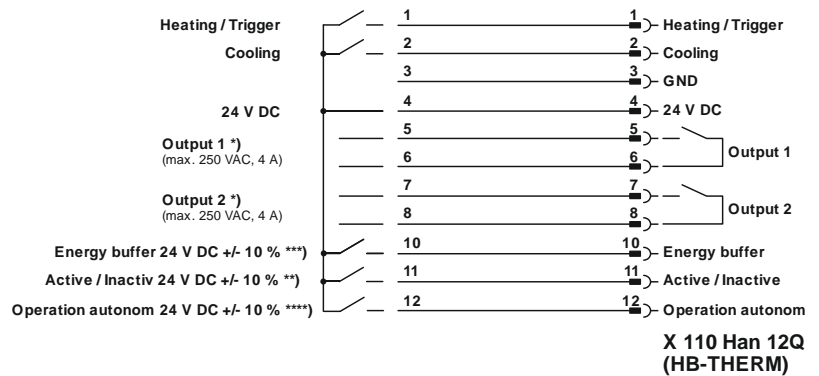 Heating / Trigger 1 1 Heating / Trigger
Cooling 2 2 Cooling
3 3 GND
24 V DC 4 4 24 V DC
Output 1 *) 5 5
(max. 250 VAC, 4 A) 6 6 Output 1
Output 2 *) 7 7
(max. 250 VAC, 4 A) 8 8 Output 2
Energy buffer 24 V DC +/- 10 % ***) 10 10 Energy buffer
Active / Inactiv 24 V DC +/- 10 % **) 11 11 Active / Inactive
Operation autonom 24 V DC +/- 10 % ****) 12 12 Operation autonom
X 110 Han 12Q
(HB-THERM)